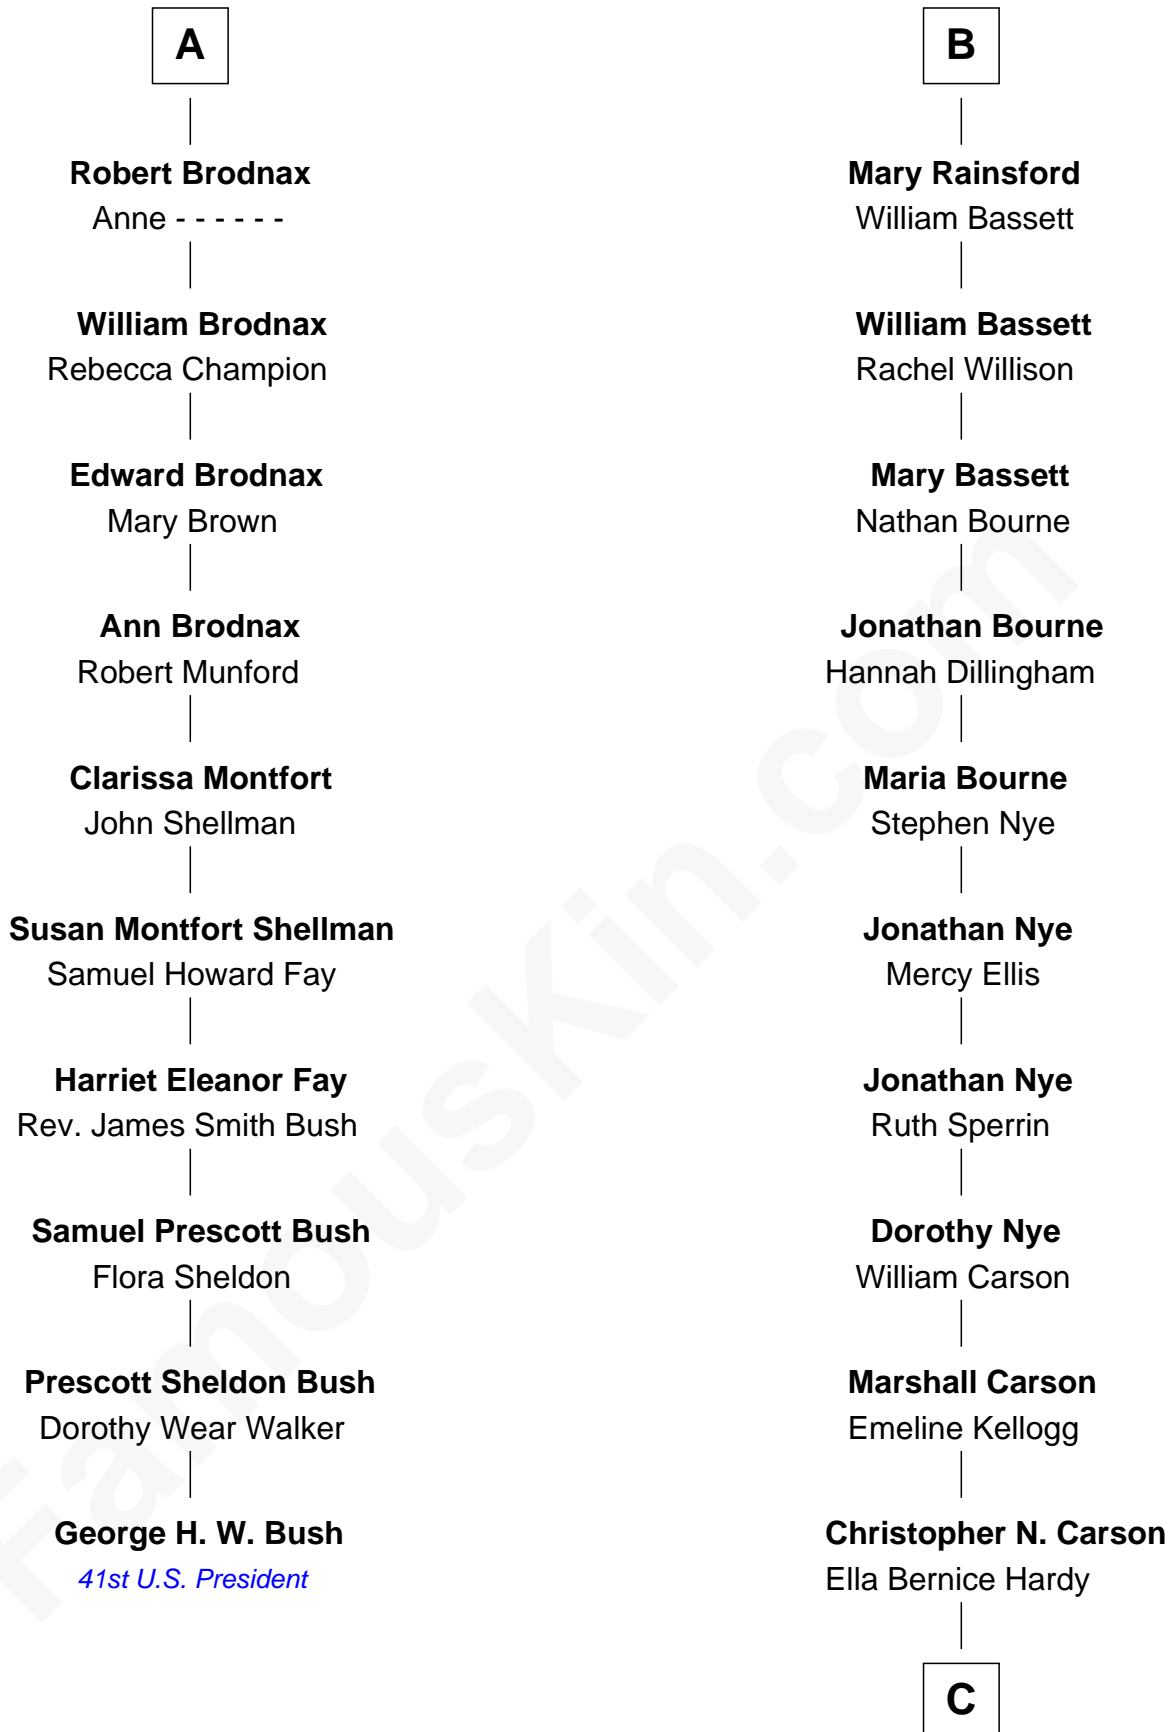 A
Robert Brodnax
Anne - - - - - -
William Brodnax
Rebecca Champion
Edward Brodnax
Mary Brown
Ann Brodnax
Robert Munford
Clarissa Montfort
John Shellman
Susan Montfort Shellman
Samuel Howard Fay
Harriet Eleanor Fay
Rev. James Smith Bush
Samuel Prescott Bush
Flora Sheldon
Prescott Sheldon Bush
Dorothy Wear Walker
George H. W. Bush
41st U.S. President
B
Mary Rainsford
William Bassett
William Bassett
Rachel Willison
Mary Bassett
Nathan Bourne
Jonathan Bourne
Hannah Dillingham
Maria Bourne
Stephen Nye
Jonathan Nye
Mercy Ellis
Jonathan Nye
Ruth Sperrin
Dorothy Nye
William Carson
Marshall Carson
Emeline Kellogg
Christopher N. Carson
Ella Bernice Hardy
C
FamousKin.com